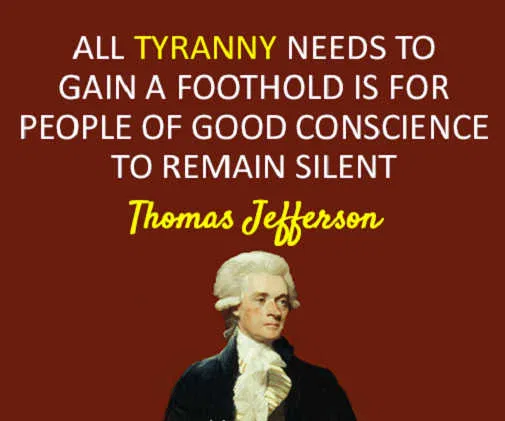 ALL TYRANNY NEEDS TO
GAIN A FOOTHOLD IS FOR
PEOPLE OF GOOD CONSCIENCE
TO REMAIN SILENT
Thomas Jefferson